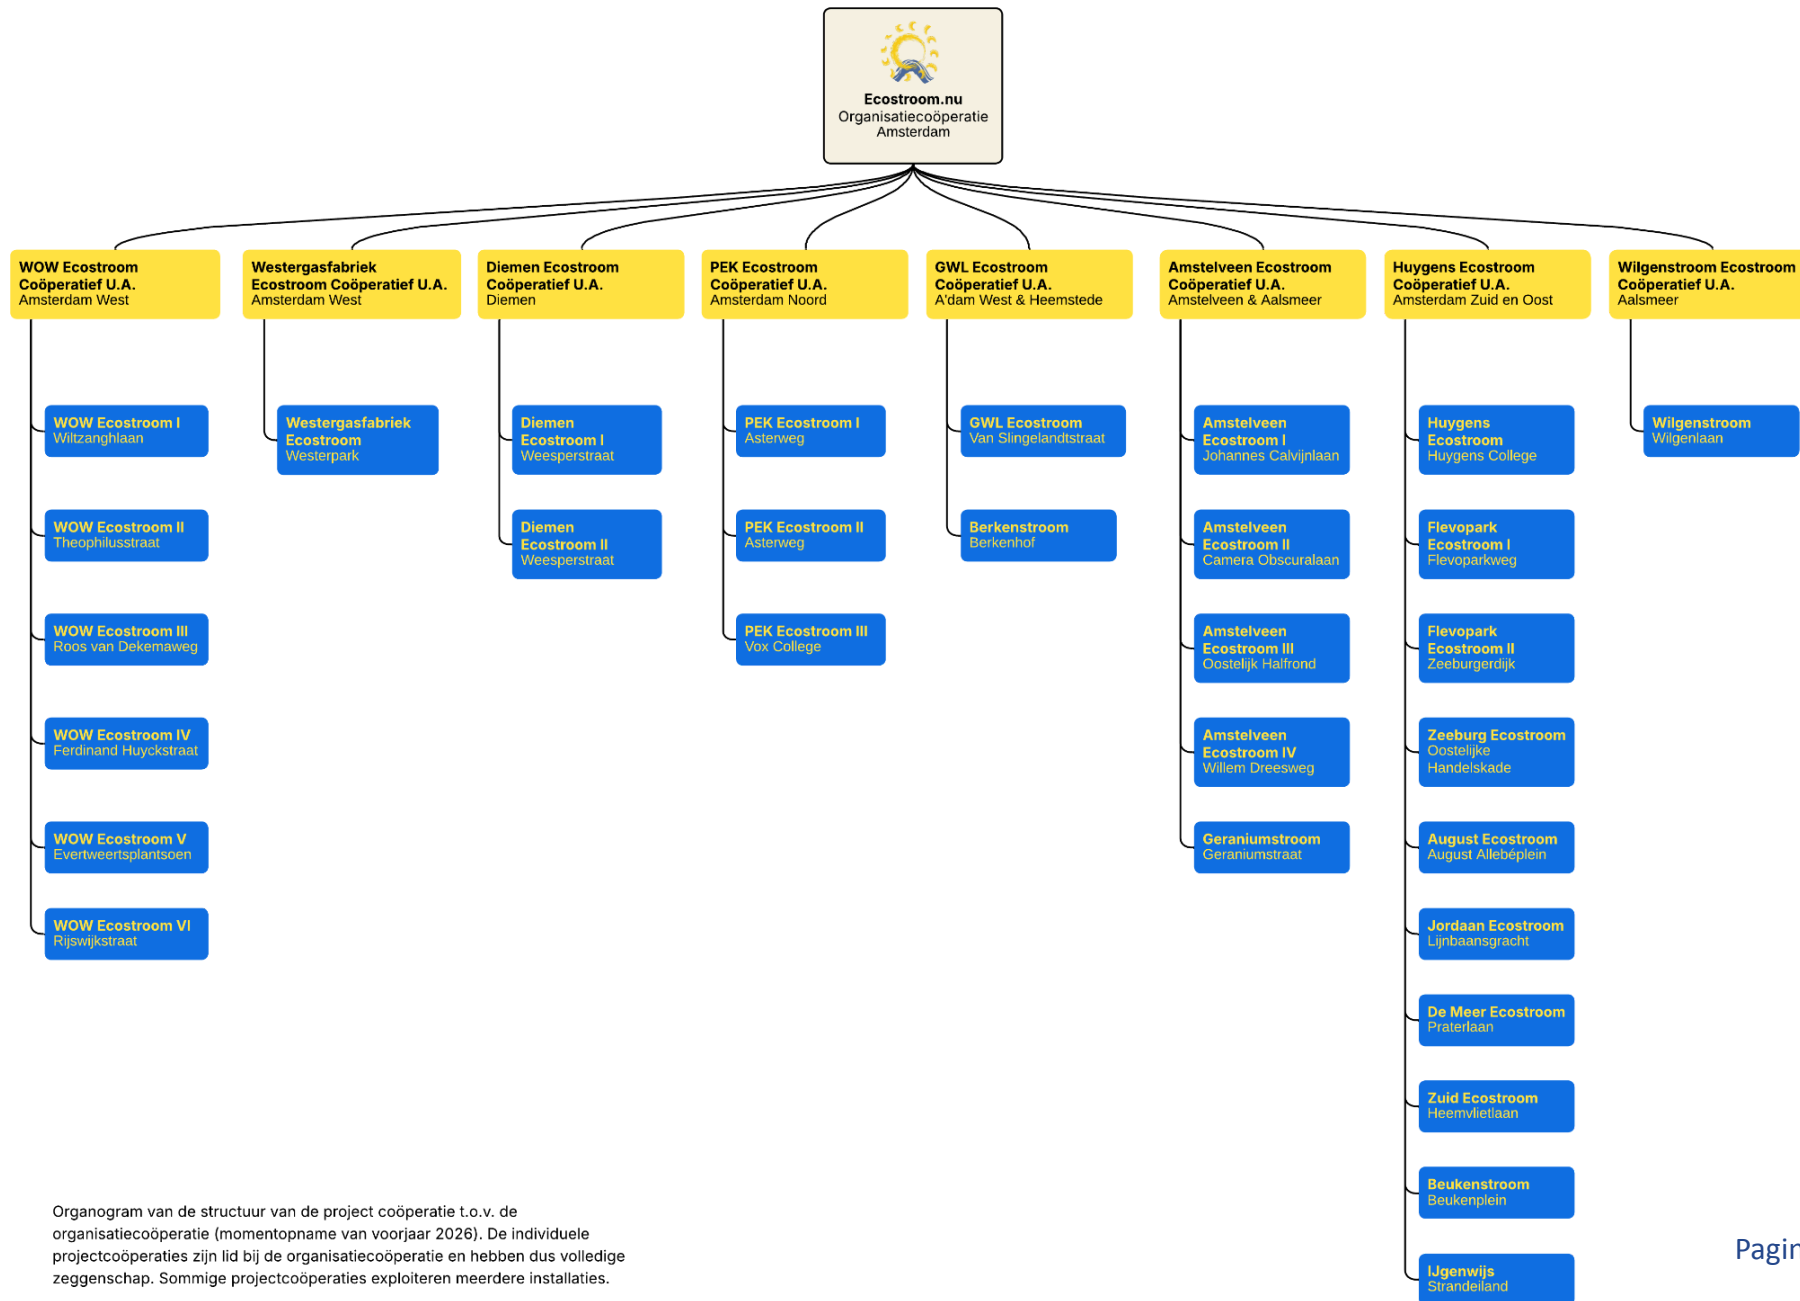 Ecostroom.nu
Organisatiecoöperatie
Amsterdam
WOW Ecostroom
Coöperatief U.A.
Amsterdam West
Westergasfabriek
Ecostroom Coöperatief U.A.
Amsterdam West
Diemen Ecostroom
Coöperatief U.A.
Diemen
PEK Ecostroom
Coöperatief U.A.
Amsterdam Noord
GWL Ecostroom
Coöperatief U.A.
A'dam West & Heemstede
Amstelveen Ecostroom
Coöperatief U.A.
Amstelveen & Aalsmeer
Huygens Ecostroom
Coöperatief U.A.
Amsterdam Zuid en Oost
Wilgenstroom Ecostroom
Coöperatief U.A.
Aalsmeer
WOW Ecostroom I
Wiltzanghlaan
WOW Ecostroom II
Theophilusstraat
WOW Ecostroom III
Roos van Dekemaweg
WOW Ecostroom IV
Ferdinand Huyckstraat
WOW Ecostroom V
Evertweertsplantsoen
WOW Ecostroom VI
Rijswijkstraat
Westergasfabriek
Ecostroom
Westerpark
Diemen
Ecostroom I
Weesperstraat
Diemen
Ecostroom II
Weesperstraat
PEK Ecostroom I
Asterweg
PEK Ecostroom II
Asterweg
PEK Ecostroom III
Vox College
GWL Ecostroom
Van Slingelandtstraat
Berkenstroom
Berkenhof
Amstelveen
Ecostroom I
Johannes Calvijnlaan
Amstelveen
Ecostroom II
Camera Obscuralaan
Amstelveen
Ecostroom III
Oostelijk Halfrond
Amstelveen
Ecostroom IV
Willem Dreesweg
Geraniumstroom
Geraniumstraat
Huygens
Ecostroom
Huygens College
Flevopark
Ecostroom I
Flevoparkweg
Flevopark
Ecostroom II
Zeeburgerdijk
Zeeburg Ecostroom
Oostelijke
Handelskade
August Ecostroom
August Allebéplein
Jordaan Ecostroom
Lijnbaansgracht
De Meer Ecostroom
Praterlaan
Zuid Ecostroom
Heemvlietlaan
Beukenstroom
Beukenplein
IJgenwijs
Strandeiland
Wilgenstroom
Wilgenlaan
Organogram van de structuur van de project coöperatie t.o.v. de
organisatiecoöperatie (momentopname van voorjaar 2026). De individuele
projectcoöperaties zijn lid bij de organisatiecoöperatie en hebben dus volledige
zeggenschap. Sommige projectcoöperaties exploiteren meerdere installaties.
Pagin